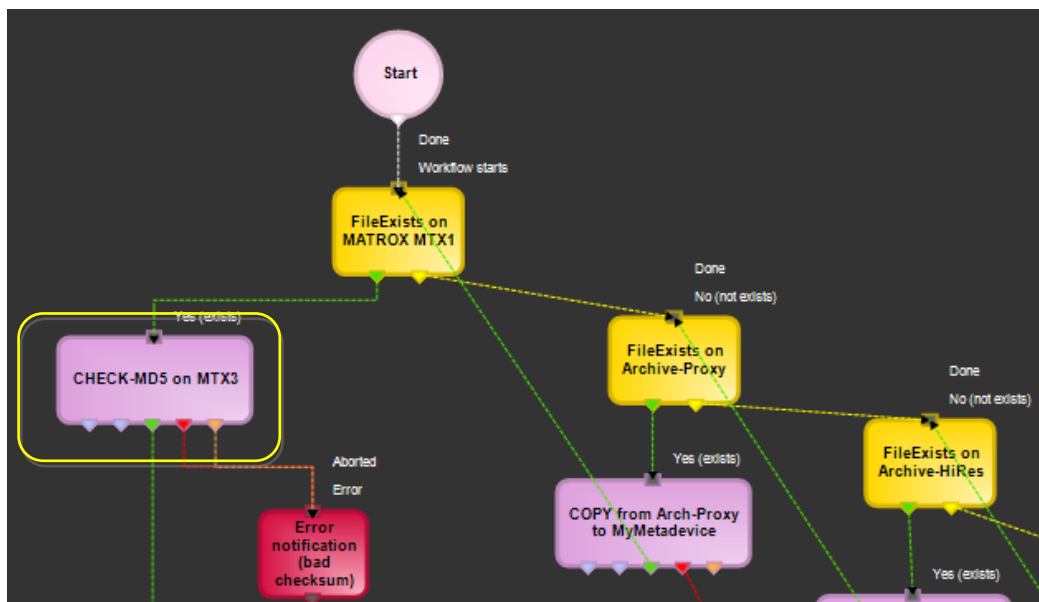 Start
Done
Workflow starts
FileExists on
MATROX MTX1
Done
No (not exists)
Yes (exists)
FileExists on
Archive-Proxy
CHECK-MD5 on MTX3
Done
No (not exists)
FileExists on
Archive-HiRes
Aborted
Error
Yes (exists)
COPY from Arch-Proxy
to MyMetadevice
Error
notification
(bad
checksum)
Yes (exists)